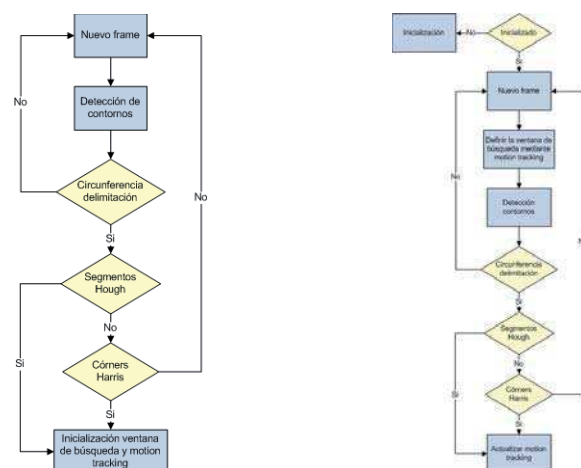 Nuevo frame
No
Detección de
contornos
Circunferencia
delimitación
No
Si
Segmentos
Hough
No
Si
Córners
Harris
Si
Inicialización ventana
de búsqueda y motion
tracking
Inicialización
No
Inicializado
Si
Nuevo frame
Definir la ventana de
búsqueda mediante
motion tracking
No
Detección
contornos
Circunferencia
delimitación
Si
Segmentos
Hough
No
Si
Córners
Harris
Si
Actualizar motion
tracking